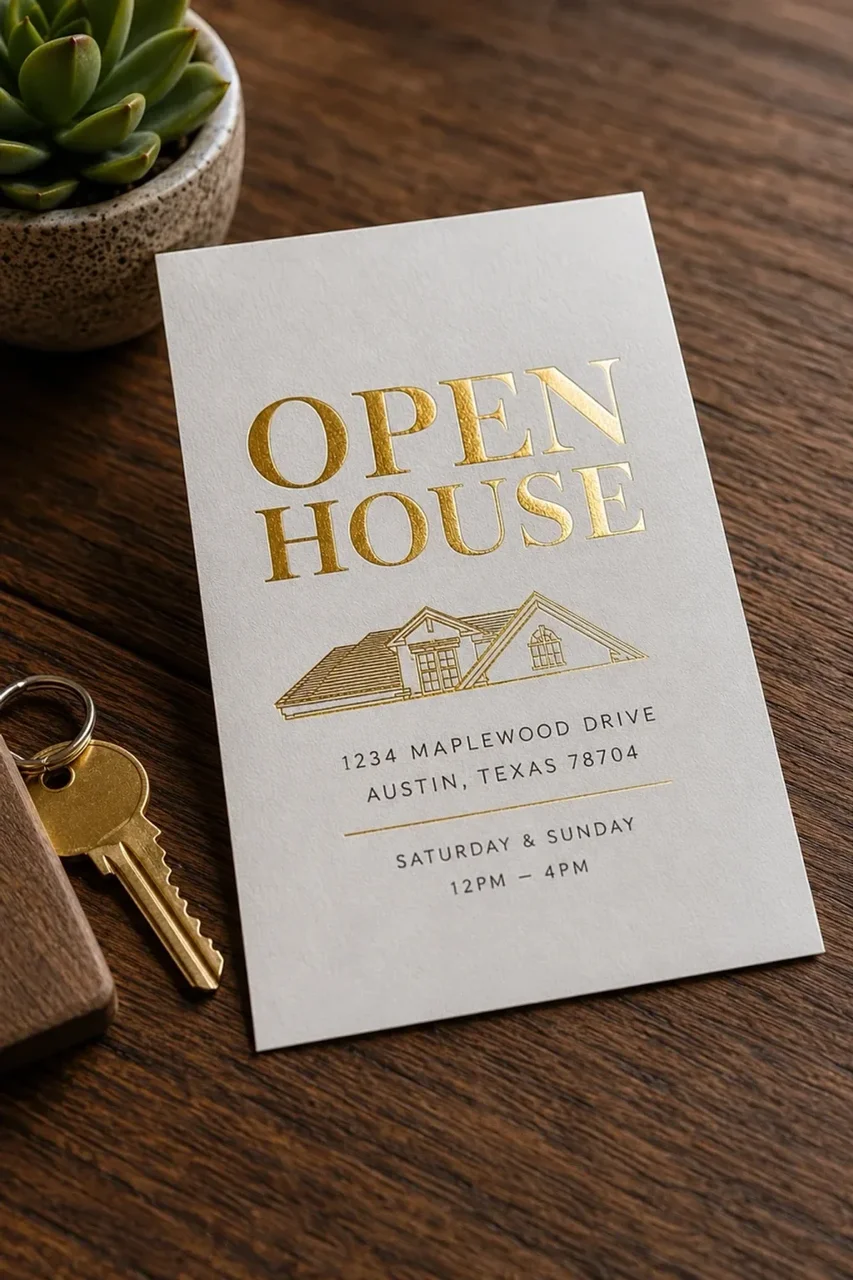 OPEN
HOUSE
1234 MAPLEWOOD DRIVE
AUSTIN, TEXAS 78704
SATURDAY & SUNDAY
12PM – 4PM